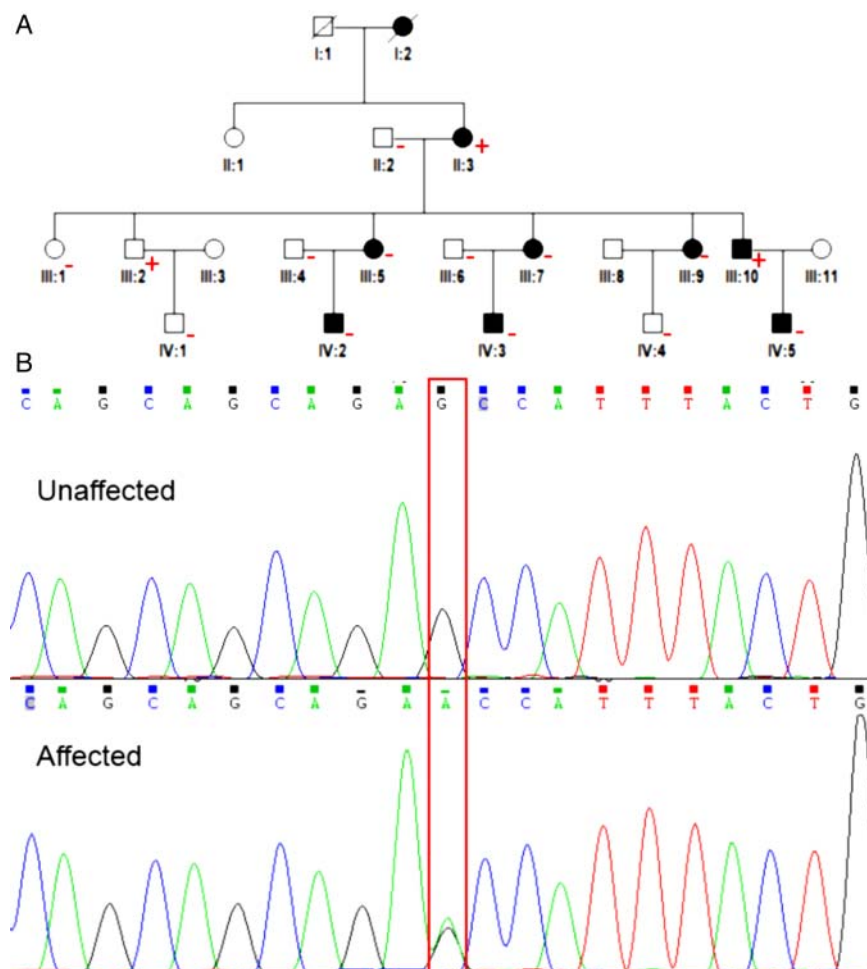 A
I:1 I:2
II:1 II:2 - II:3 +
III:1 - III:2 + III:3 III:4 - III:5 - III:6 - III:7 - III:8 III:9 - III:10 + III:11
IV:1 - IV:2 - IV:3 - IV:4 - IV:5 -
B
C A G C A G C A G A G C C A T T T A C T G
Unaffected
C A G C A G C A G A A C C A T T T A C T G
Affected